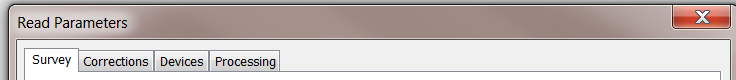 Read Parameters
Survey Corrections Devices Processing